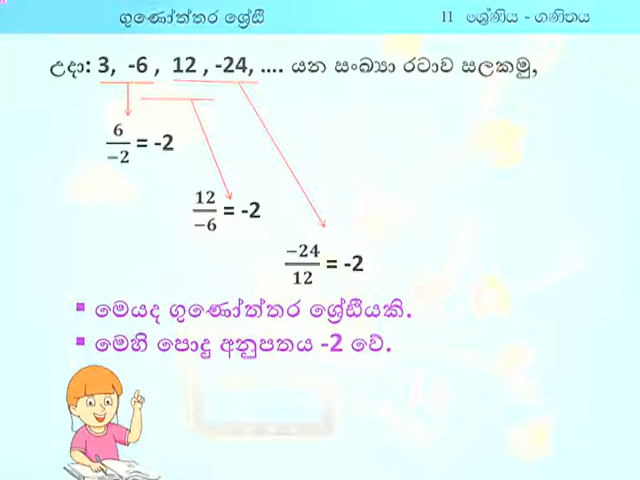 ගුණෝත්තර ශ්‍රේඪි
11 ශ්‍රේණිය - ගණිතය
උදා: 3, -6 , 12 , -24, .... යන සංඛ්‍යා රටාව සලකමු,
6/−2 = -2
12/−6 = -2
−24/12 = -2
▪ මෙයද ගුණෝත්තර ශ්‍රේඪියකි.
▪ මෙහි පොදු අනුපතය -2 වේ.